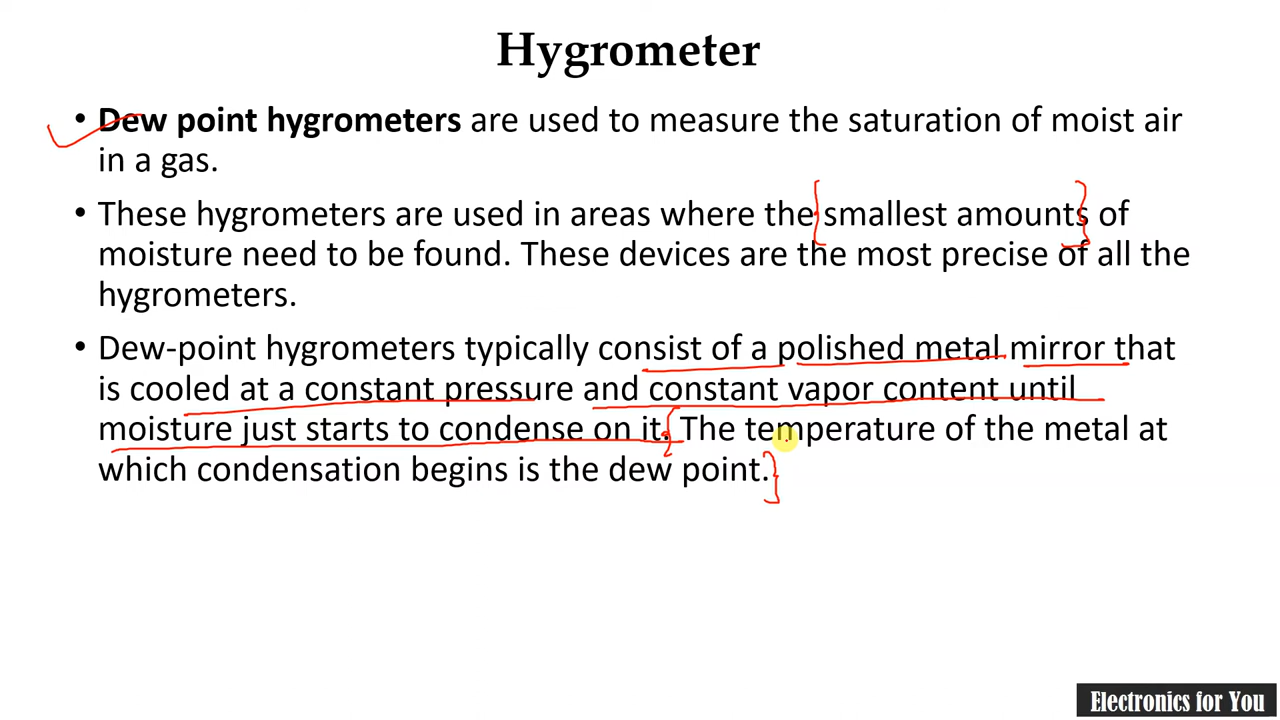 Hygrometer
• Dew point hygrometers are used to measure the saturation of moist air
in a gas.
• These hygrometers are used in areas where the smallest amounts of
moisture need to be found. These devices are the most precise of all the
hygrometers.
• Dew-point hygrometers typically consist of a polished metal mirror that
is cooled at a constant pressure and constant vapor content until
moisture just starts to condense on it. The temperature of the metal at
which condensation begins is the dew point.
Electronics for You